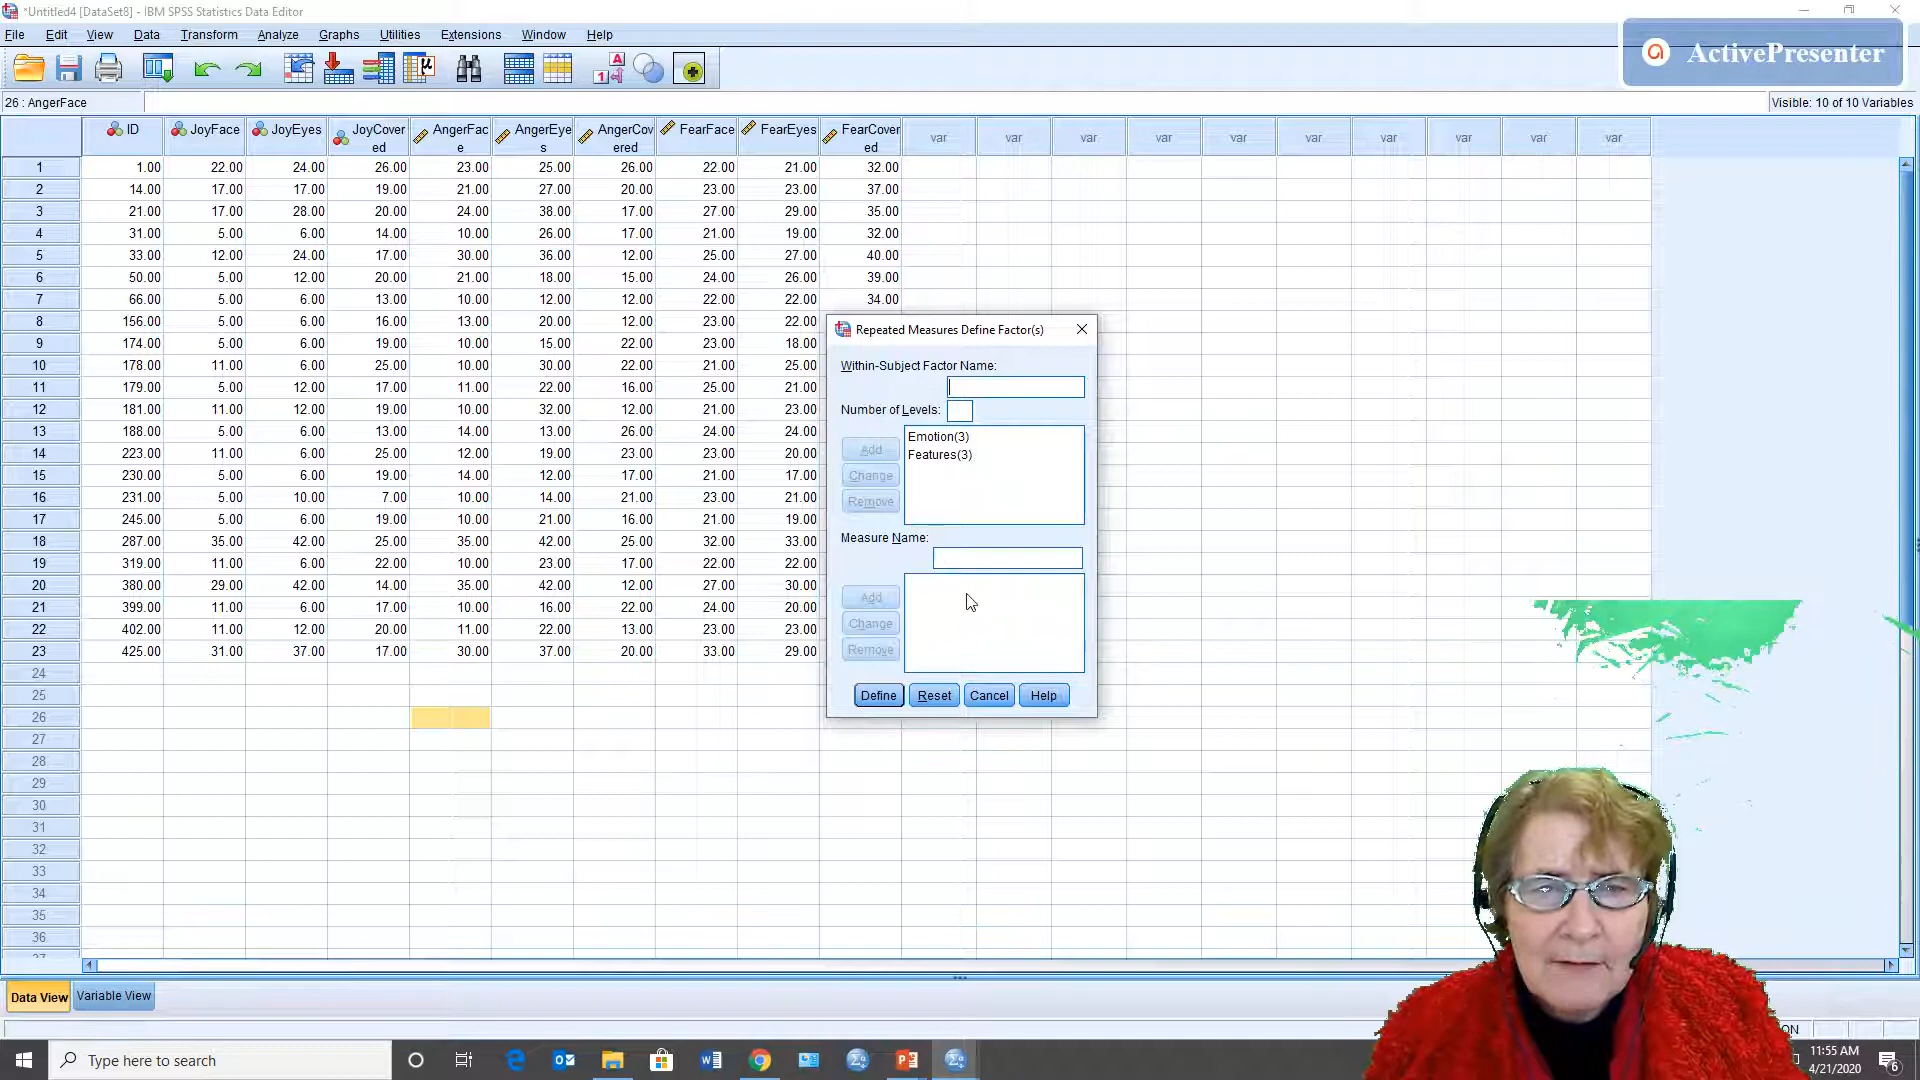 *Untitled4 [DataSet8] - IBM SPSS Statistics Data Editor
File Edit View Data Transform Analyze Graphs Utilities Extensions Window Help
ActivePresenter
26 : AngerFace
Visible: 10 of 10 Variables
ID JoyFace JoyEyes JoyCovered AngerFace AngerEyes AngerCovered FearFace FearEyes FearCovered var var var var var var var var var var
1 1.00 22.00 24.00 26.00 23.00 25.00 26.00 22.00 21.00 32.00
2 14.00 17.00 17.00 19.00 21.00 27.00 20.00 23.00 23.00 37.00
3 21.00 17.00 28.00 20.00 24.00 38.00 17.00 27.00 29.00 35.00
4 31.00 5.00 6.00 14.00 10.00 26.00 17.00 21.00 19.00 32.00
5 33.00 12.00 24.00 17.00 30.00 36.00 12.00 25.00 27.00 40.00
6 50.00 5.00 12.00 20.00 21.00 18.00 15.00 24.00 26.00 39.00
7 66.00 5.00 6.00 13.00 10.00 12.00 12.00 22.00 22.00 34.00
8 156.00 5.00 6.00 16.00 13.00 20.00 12.00 23.00 22.00
9 174.00 5.00 6.00 19.00 10.00 15.00 22.00 23.00 18.00
10 178.00 11.00 6.00 25.00 10.00 30.00 22.00 21.00 25.00
11 179.00 5.00 12.00 17.00 11.00 22.00 16.00 25.00 21.00
12 181.00 11.00 12.00 19.00 10.00 32.00 12.00 21.00 23.00
13 188.00 5.00 6.00 13.00 14.00 13.00 26.00 24.00 24.00
14 223.00 11.00 6.00 25.00 12.00 19.00 23.00 23.00 20.00
15 230.00 5.00 6.00 19.00 14.00 12.00 17.00 21.00 17.00
16 231.00 5.00 10.00 7.00 10.00 14.00 21.00 23.00 21.00
17 245.00 5.00 6.00 19.00 10.00 21.00 16.00 21.00 19.00
18 287.00 35.00 42.00 25.00 35.00 42.00 25.00 32.00 33.00
19 319.00 11.00 6.00 22.00 10.00 23.00 17.00 22.00 22.00
20 380.00 29.00 42.00 14.00 35.00 42.00 12.00 27.00 30.00
21 399.00 11.00 6.00 17.00 10.00 16.00 22.00 24.00 20.00
22 402.00 11.00 12.00 20.00 11.00 22.00 13.00 23.00 23.00
23 425.00 31.00 37.00 17.00 30.00 37.00 20.00 33.00 29.00
24
25
26
27
28
29
30
31
32
33
34
35
36
Repeated Measures Define Factor(s)
Within-Subject Factor Name:
Number of Levels:
Add
Change
Remove
Emotion(3)
Features(3)
Measure Name:
Add
Change
Remove
Define Reset Cancel Help
Data View Variable View
ON
Type here to search
11:55 AM
4/21/2020
6